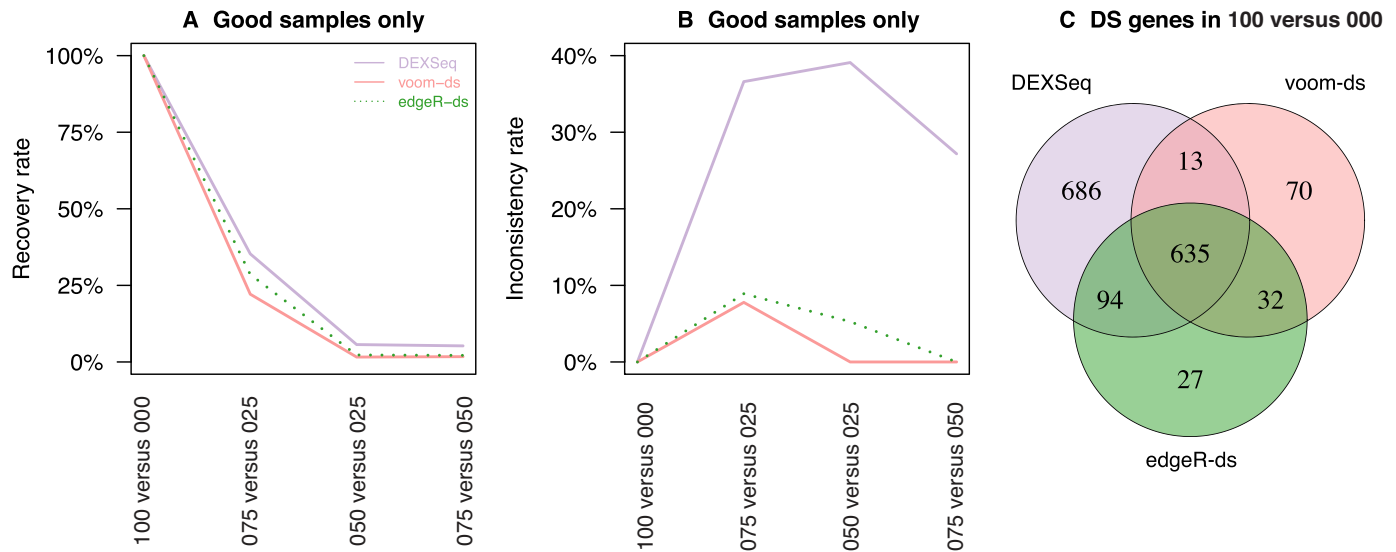 A Good samples only
Recovery rate
100%
75%
50%
25%
0%
DEXSeq
voom–ds
edgeR–ds
100 versus 000
075 versus 025
050 versus 025
075 versus 050
B Good samples only
Inconsistency rate
40%
30%
20%
10%
0%
100 versus 000
075 versus 025
050 versus 025
075 versus 050
C DS genes in 100 versus 000
DEXSeq
voom-ds
13
686
70
635
94
32
27
edgeR-ds